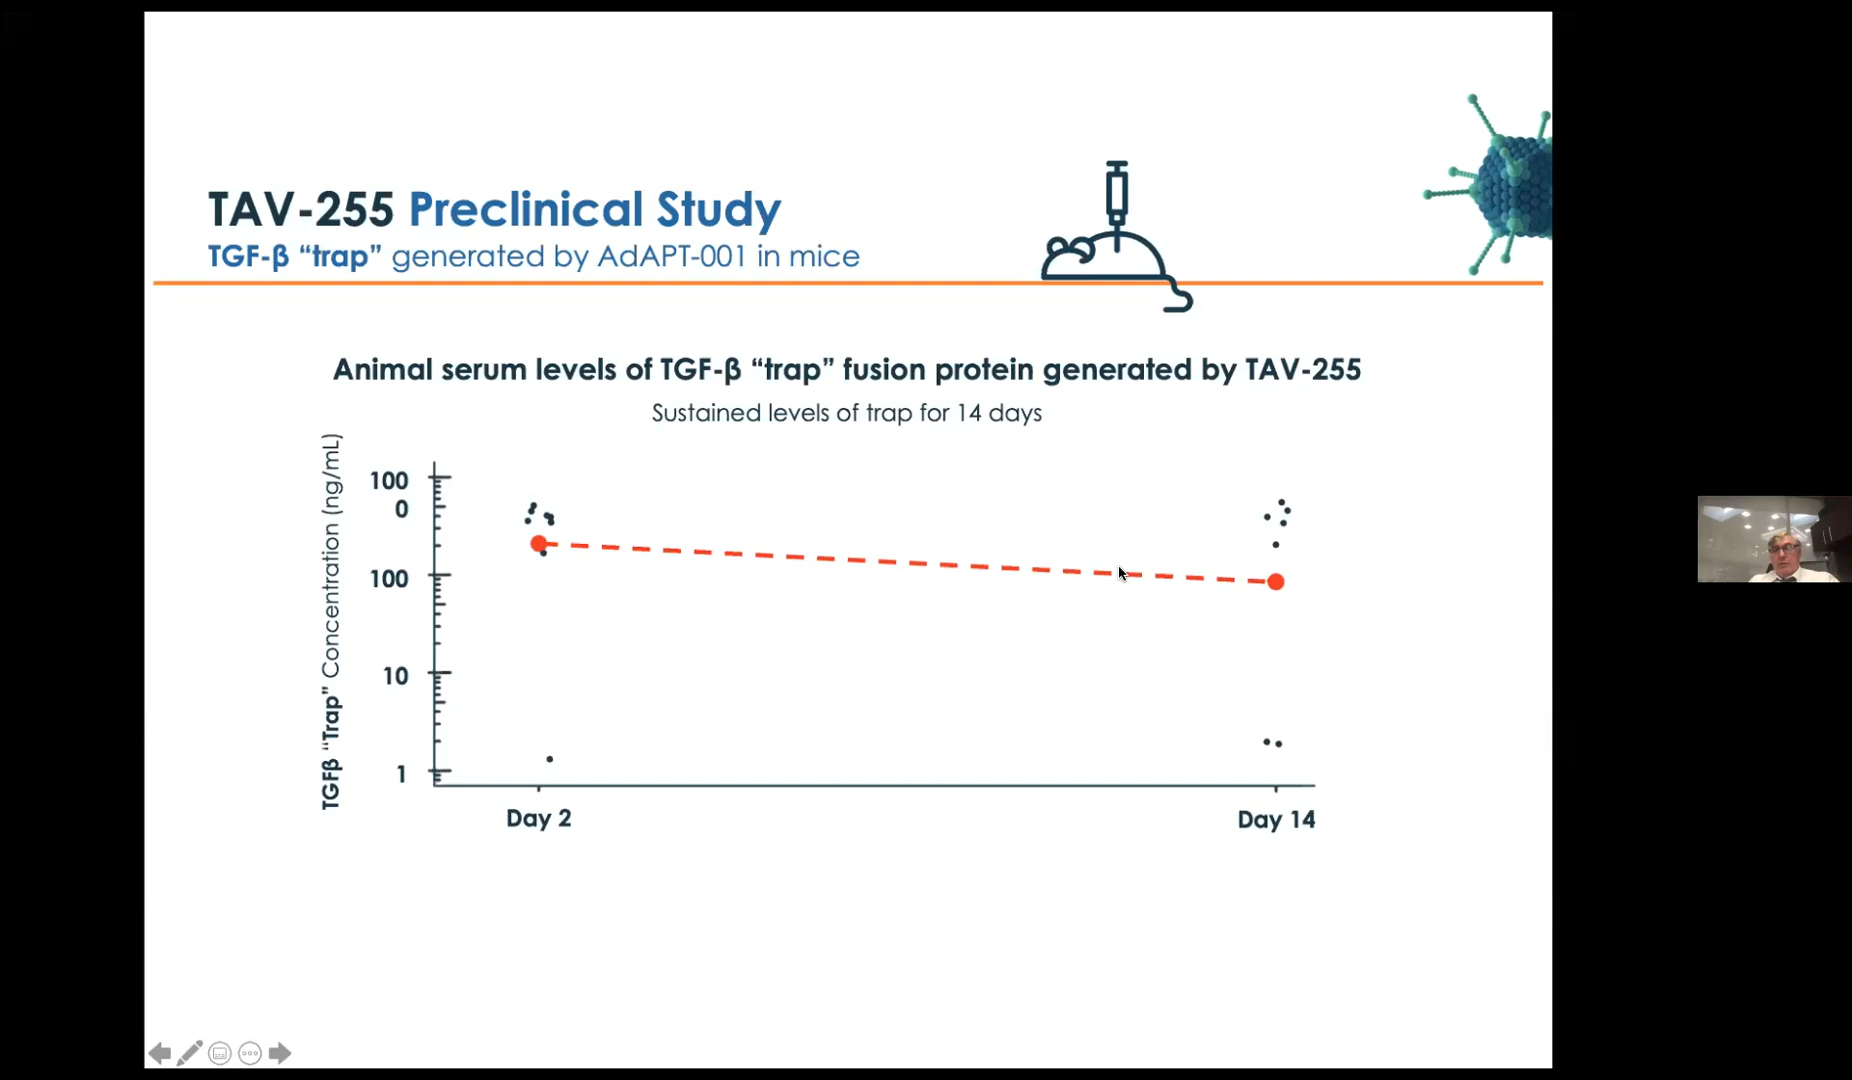 TAV-255 Preclinical Study
TGF-β “trap” generated by AdAPT-001 in mice
Animal serum levels of TGF-β “trap” fusion protein generated by TAV-255
Sustained levels of trap for 14 days
TGFβ “Trap” Concentration (ng/mL)
100
0
100
10
1
Day 2
Day 14